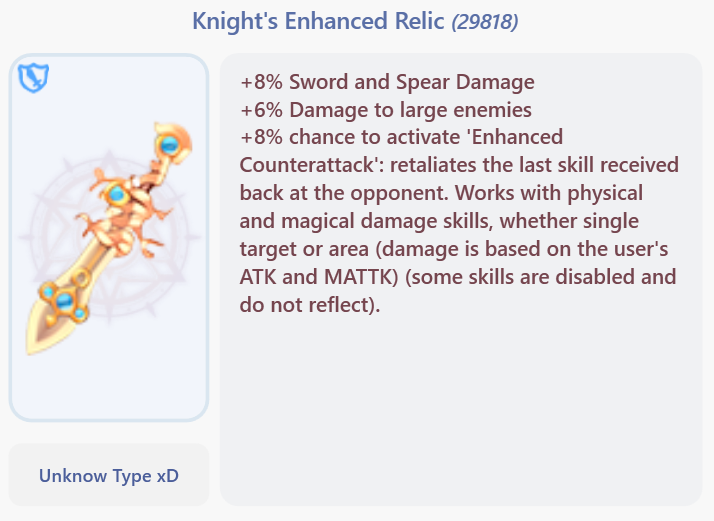 Knight's Enhanced Relic (29818)
+8% Sword and Spear Damage
+6% Damage to large enemies
+8% chance to activate 'Enhanced
Counterattack': retaliates the last skill received
back at the opponent. Works with physical
and magical damage skills, whether single
target or area (damage is based on the user's
ATK and MATTK) (some skills are disabled and
do not reflect).
Unknow Type xD